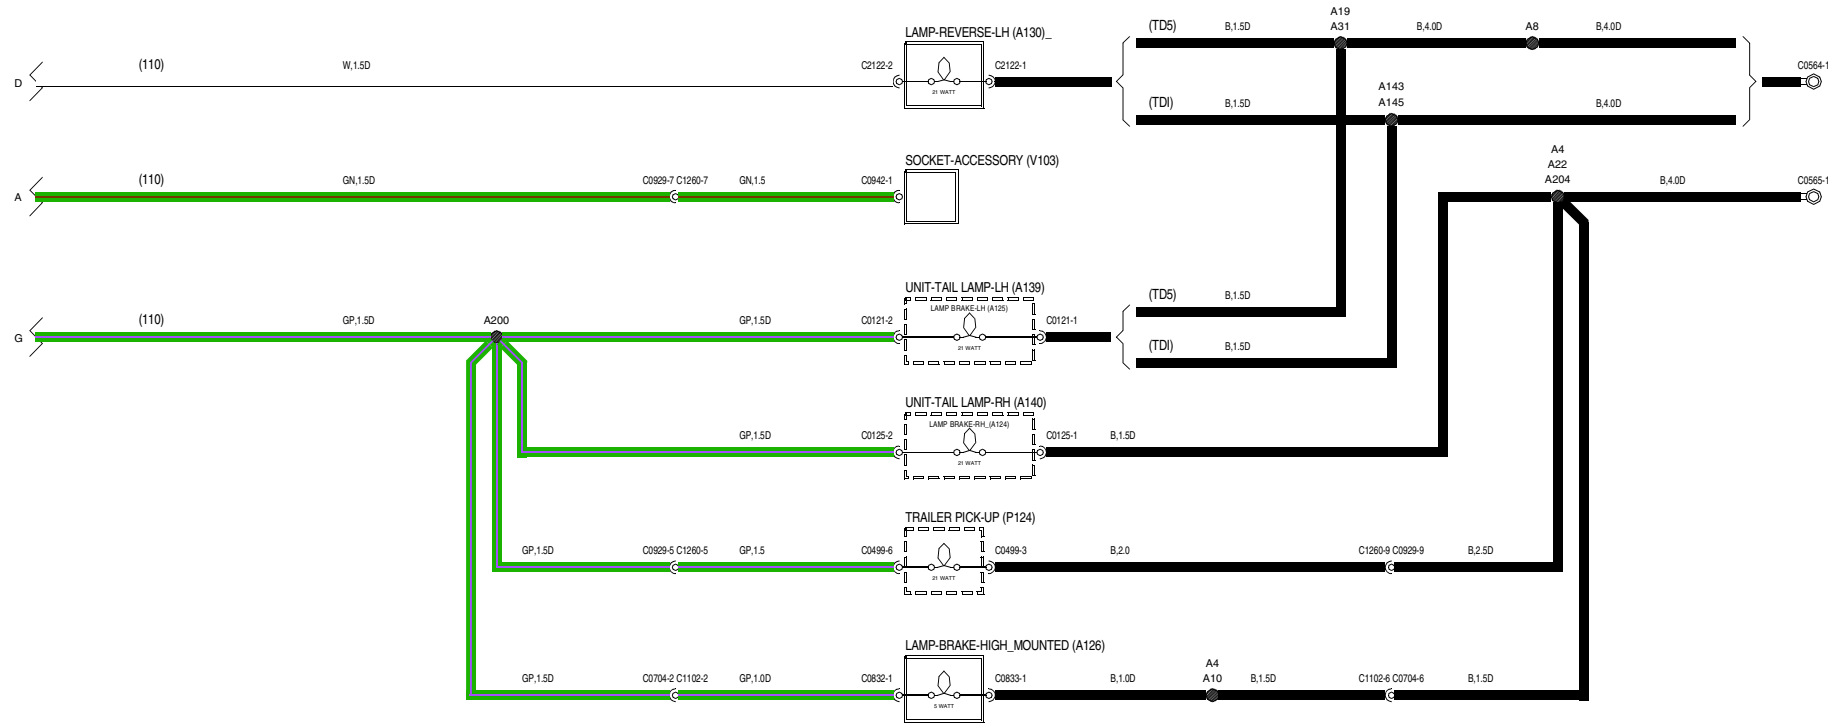 A19
LAMP-REVERSE-LH (A130)_ (TD5) B,1.5D A31 B,4.0D A8 B,4.0D
(110) W,1.5D C2122-2 C2122-1 C0564-1
D
21 WATT
A143
(TDI) B,1.5D A145 B,4.0D
A4
SOCKET-ACCESSORY (V103) A22
(110) GN,1.5D C0929-7 C1260-7 GN,1.5 C0942-1 A204 B,4.0D C0565-1
A
UNIT-TAIL LAMP-LH (A139) (TD5) B,1.5D
LAMP BRAKE-LH (A125)
(110) GP,1.5D A200 GP,1.5D C0121-2 C0121-1
G
21 WATT (TDI) B,1.5D
UNIT-TAIL LAMP-RH (A140)
LAMP BRAKE-RH_(A124)
GP,1.5D C0125-2 C0125-1 B,1.5D
21 WATT
TRAILER PICK-UP (P124)
GP,1.5D C0929-5 C1260-5 GP,1.5 C0499-6 C0499-3 B,2.0 C1260-9 C0929-9 B,2.5D
21 WATT
LAMP-BRAKE-HIGH_MOUNTED (A126)
A4
GP,1.5D C0704-2 C1102-2 GP,1.0D C0832-1 C0833-1 B,1.0D A10 B,1.5D C1102-6 C0704-6 B,1.5D
5 WATT